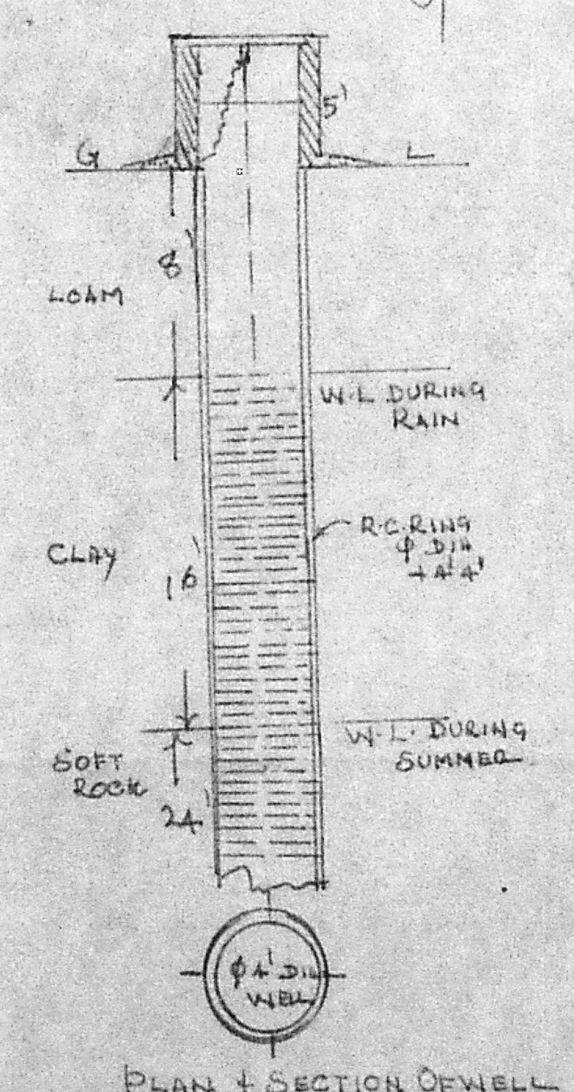 5'
G L
8'
LOAM
W.L DURING
RAIN
R.C. RING
φ DIA
CLAY
16'
W.L. DURING
SUMMER
SOFT
ROCK
24'
φ 4' DIA
WELL
PLAN & SECTION OF WELL